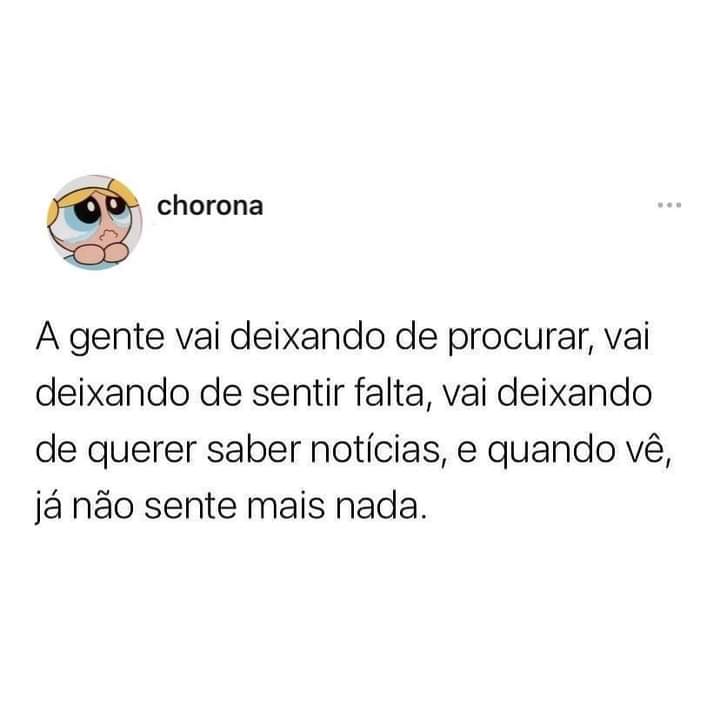 chorona
A gente vai deixando de procurar, vai
deixando de sentir falta, vai deixando
de querer saber notícias, e quando vê,
já não sente mais nada.